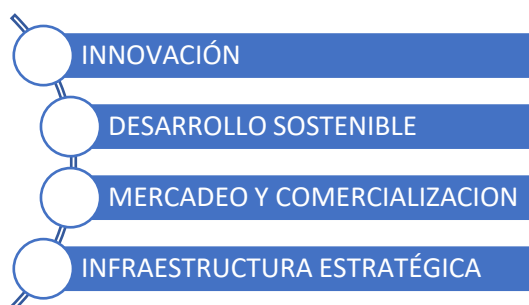 INNOVACIÓN
DESARROLLO SOSTENIBLE
MERCADEO Y COMERCIALIZACION
INFRAESTRUCTURA ESTRATÉGICA